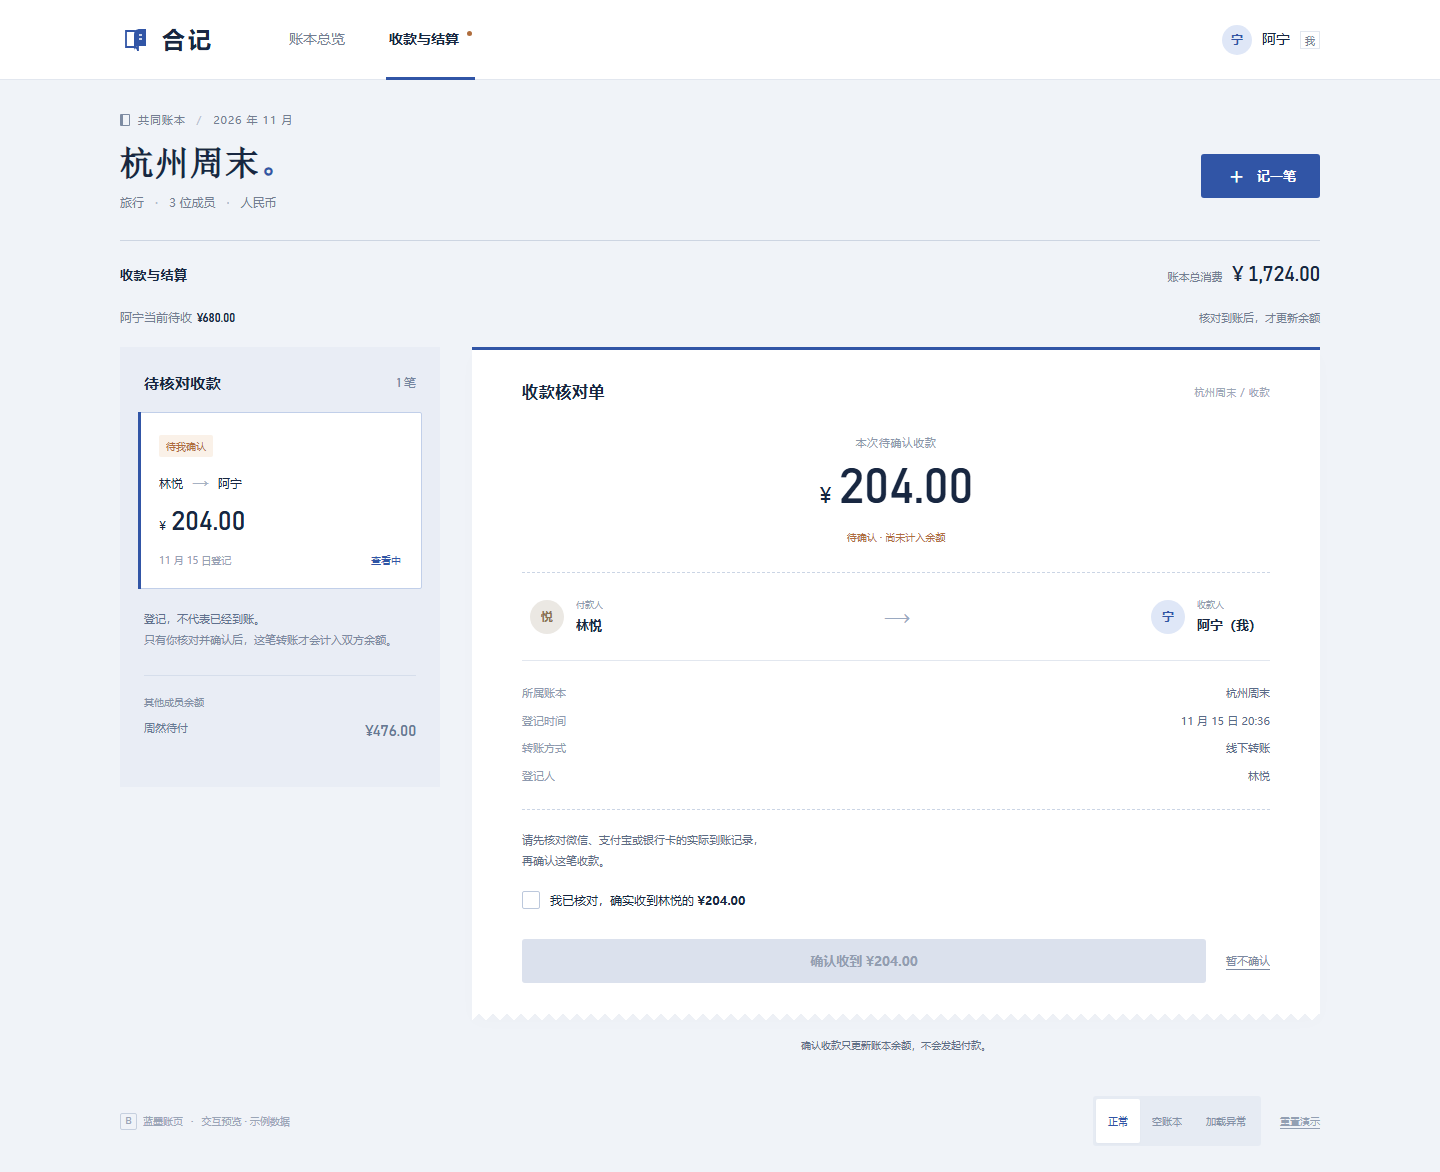 合记
账本总览
收款与结算
宁 阿宁 我
共同账本 / 2026 年 11 月
杭州周末。
旅行 · 3 位成员 · 人民币
+ 记一笔
收款与结算
账本总消费 ¥ 1,724.00
阿宁当前待收 ¥680.00
核对到账后，才更新余额
待核对收款
1 笔
待我确认
林悦 → 阿宁
¥ 204.00
11 月 15 日登记
查看中
登记，不代表已经到账。
只有你核对并确认后，这笔转账才会计入双方余额。
其他成员余额
周然待付
¥476.00
收款核对单
杭州周末 / 收款
本次待确认收款
¥ 204.00
待确认 · 尚未计入余额
悦
付款人
林悦
→
宁
收款人
阿宁（我）
所属账本
杭州周末
登记时间
11 月 15 日 20:36
转账方式
线下转账
登记人
林悦
请先核对微信、支付宝或银行卡的实际到账记录，
再确认这笔收款。
我已核对，确实收到林悦的 ¥204.00
确认收到 ¥204.00
暂不确认
确认收款只更新账本余额，不会发起付款。
B 蓝墨账页 · 交互预览 · 示例数据
正常
空账本
加载异常
重置演示